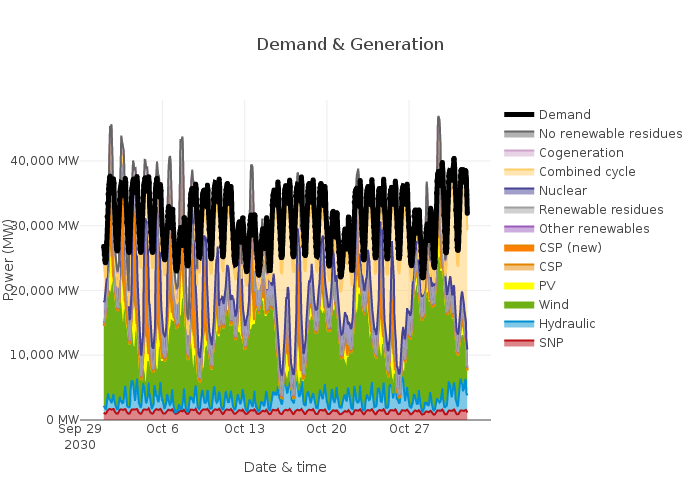 Demand & Generation
Power (MW)
40,000 MW
30,000 MW
20,000 MW
10,000 MW
0 MW
Sep 29
2030
Oct 6
Oct 13
Oct 20
Oct 27
Date & time
Demand
No renewable residues
Cogeneration
Combined cycle
Nuclear
Renewable residues
Other renewables
CSP (new)
CSP
PV
Wind
Hydraulic
SNP